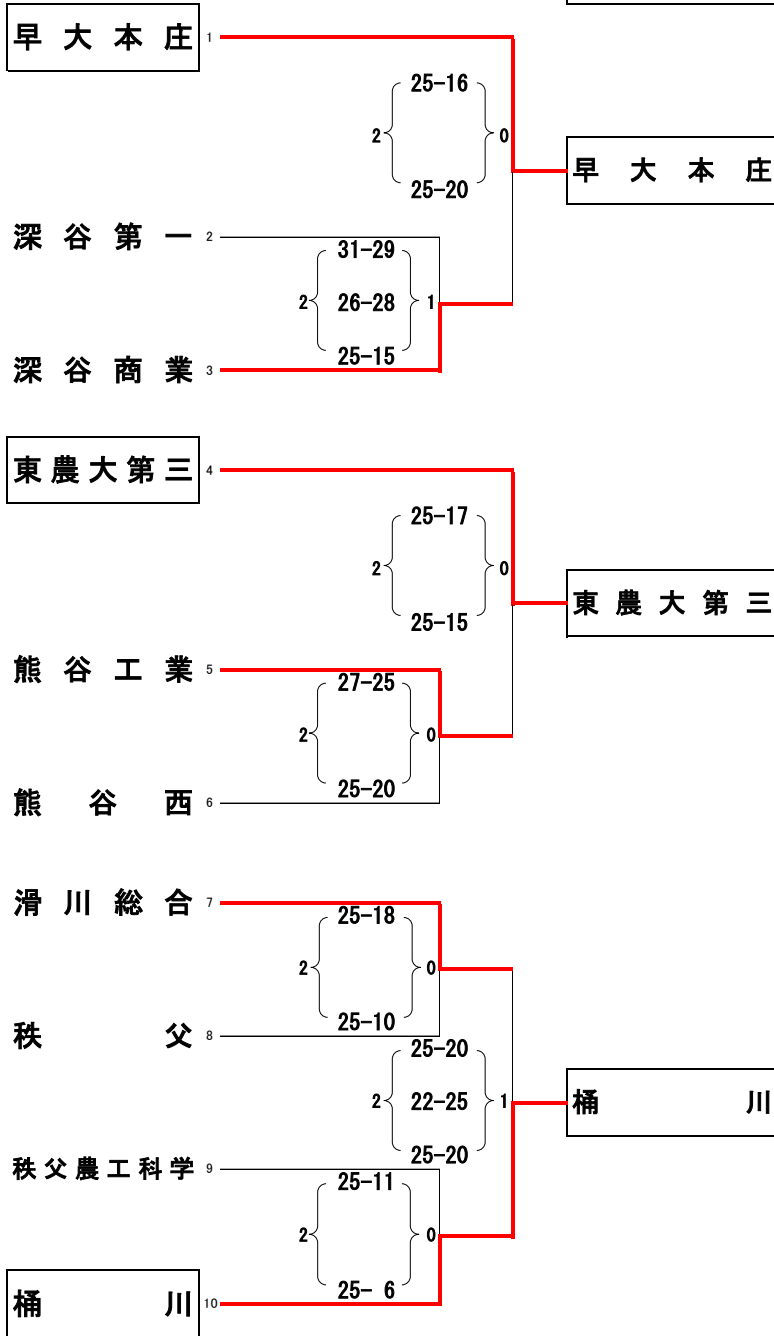 早大本庄 1
25-16
2 0
早大本庄
25-20
深谷第一 2
31-29
2 26-28 1
25-15
深谷商業 3
東農大第三 4
25-17
2 0
東農大第三
25-15
熊谷工業 5
27-25
2 0
25-20
熊谷西 6
滑川総合 7
25-18
2 0
25-10
秩父 8
25-20
2 22-25 1
桶川
25-20
秩父農工科学 9
25-11
2 0
25- 6
桶川 10